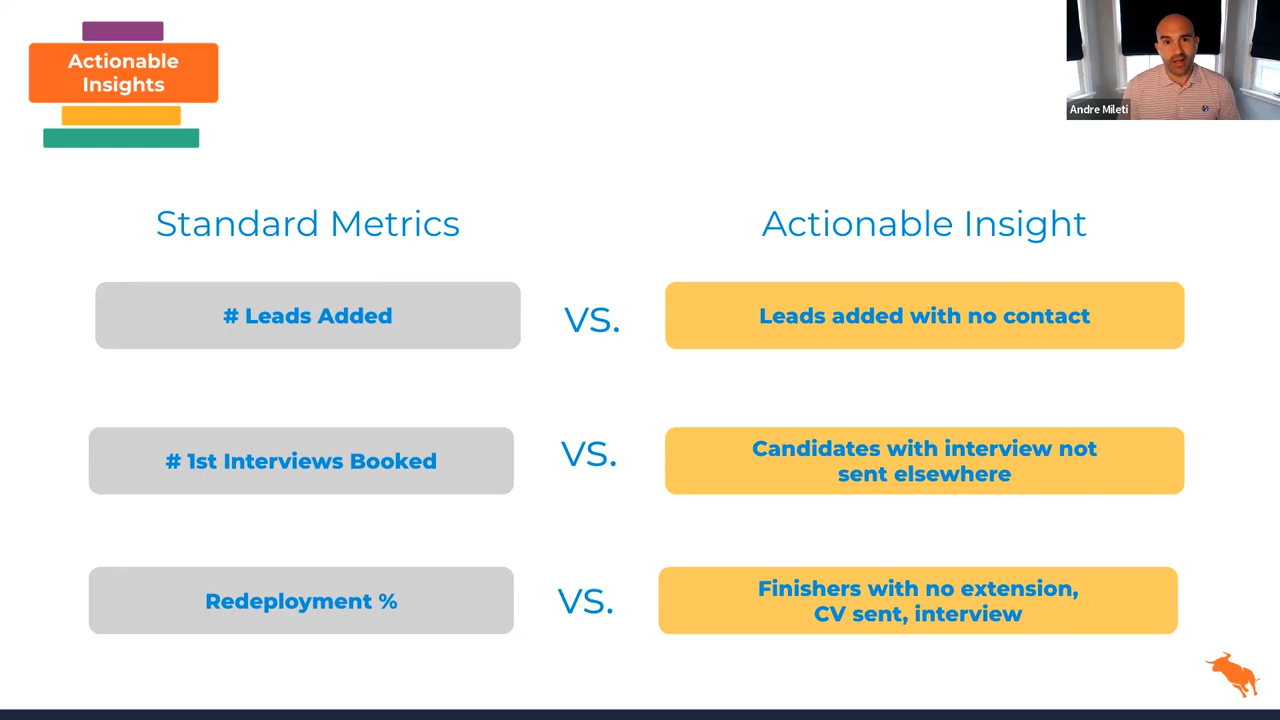 Actionable
Insights
Andre Mileti
Standard Metrics
Actionable Insight
# Leads Added
vs.
Leads added with no contact
# 1st Interviews Booked
vs.
Candidates with interview not
sent elsewhere
Redeployment %
vs.
Finishers with no extension,
CV sent, interview